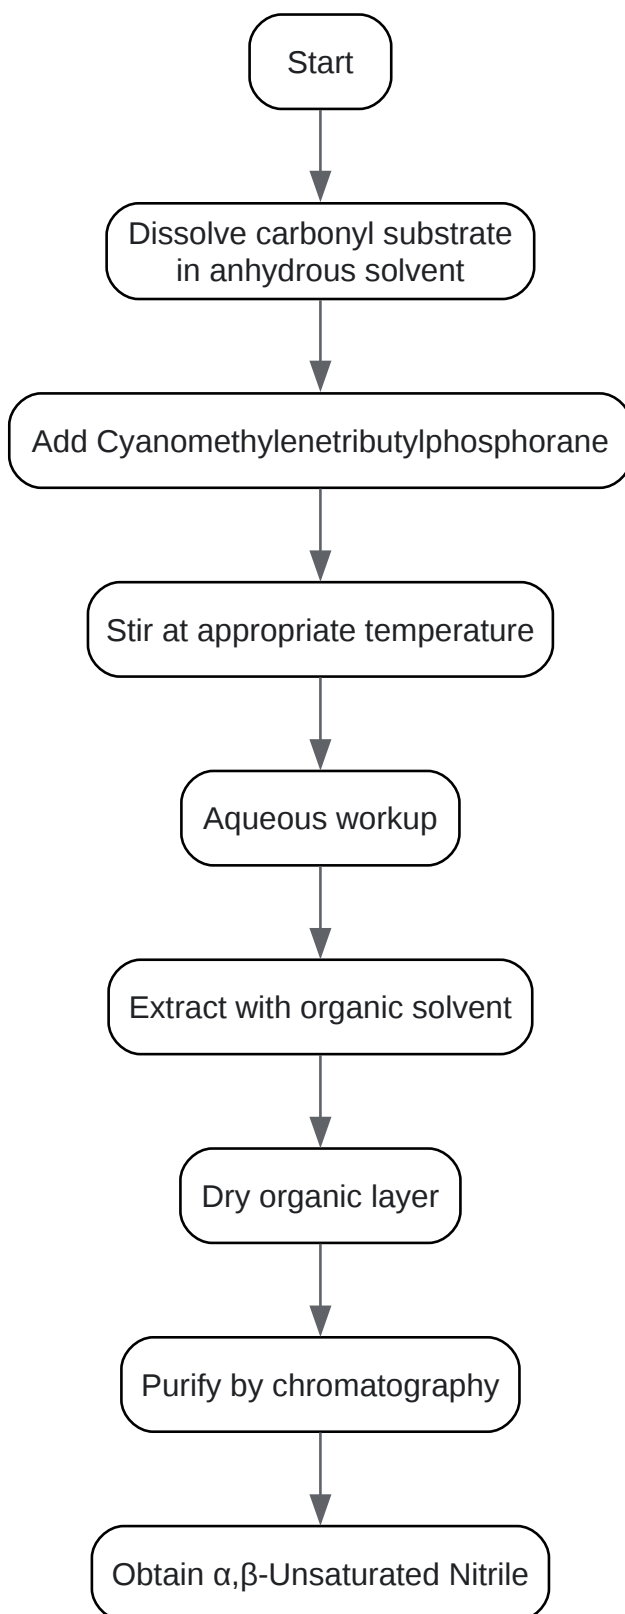 Start
Dissolve carbonyl substrate
in anhydrous solvent
Add Cyanomethylenetributylphosphorane
Stir at appropriate temperature
Aqueous workup
Extract with organic solvent
Dry organic layer
Purify by chromatography
Obtain α,β-Unsaturated Nitrile